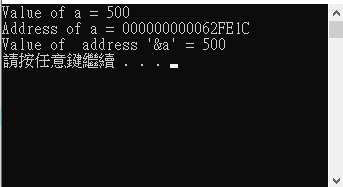 Value of a = 500
Address of a = 000000000062FE1C
Value of  address '&a' = 500
請按任意鍵繼續 . . .